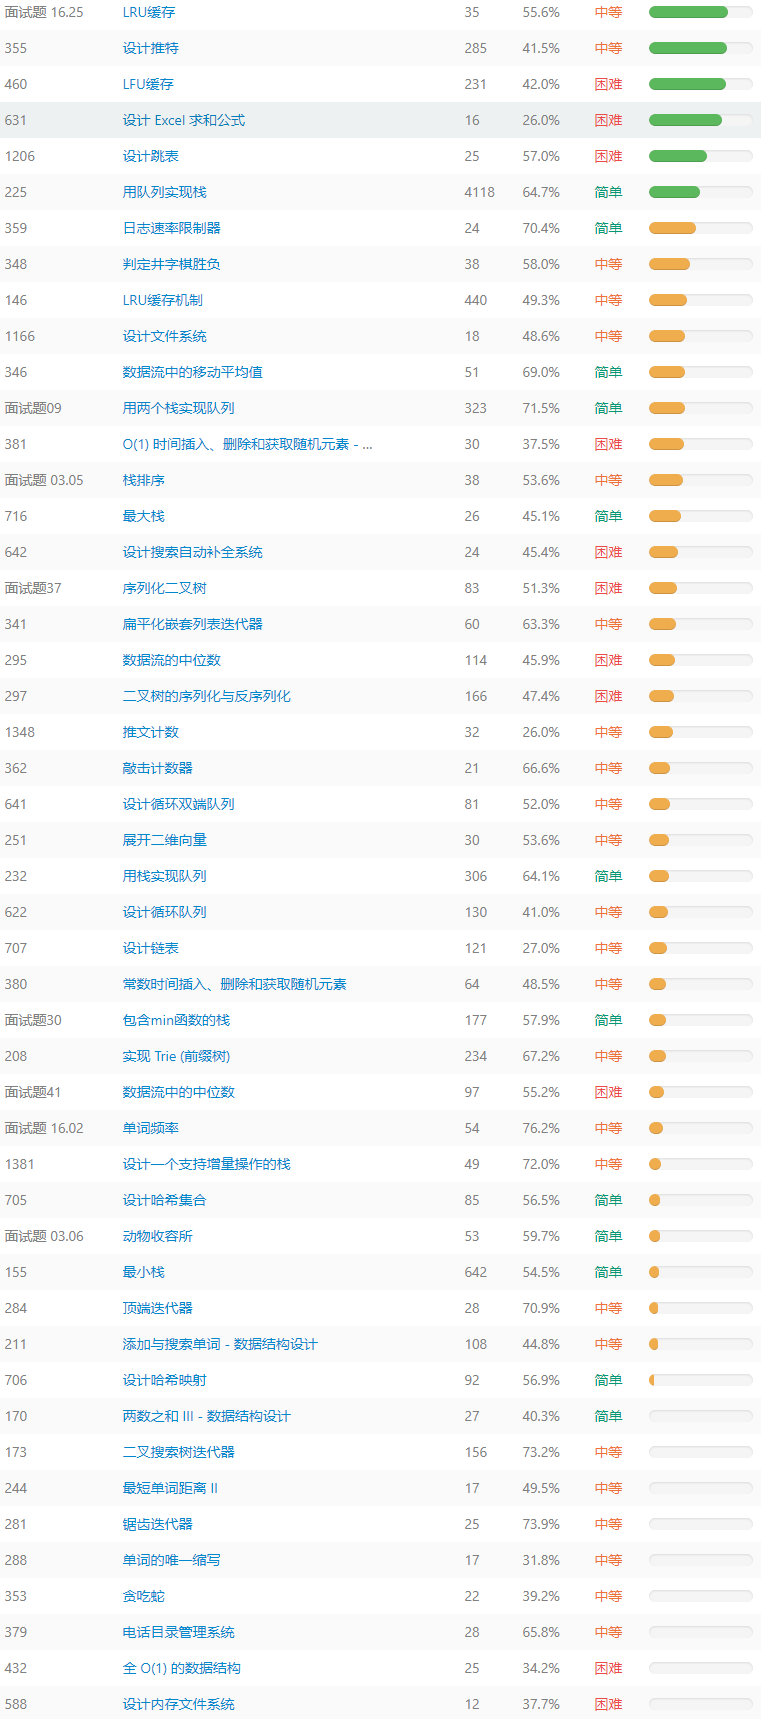 面试题 16.25 LRU缓存 35 55.6% 中等
355 设计推特 285 41.5% 中等
460 LFU缓存 231 42.0% 困难
631 设计 Excel 求和公式 16 26.0% 困难
1206 设计跳表 25 57.0% 困难
225 用队列实现栈 4118 64.7% 简单
359 日志速率限制器 24 70.4% 简单
348 判定井字棋胜负 38 58.0% 中等
146 LRU缓存机制 440 49.3% 中等
1166 设计文件系统 18 48.6% 中等
346 数据流中的移动平均值 51 69.0% 简单
面试题09 用两个栈实现队列 323 71.5% 简单
381 O(1) 时间插入、删除和获取随机元素 - ... 30 37.5% 困难
面试题 03.05 栈排序 38 53.6% 中等
716 最大栈 26 45.1% 简单
642 设计搜索自动补全系统 24 45.4% 困难
面试题37 序列化二叉树 83 51.3% 困难
341 扁平化嵌套列表迭代器 60 63.3% 中等
295 数据流的中位数 114 45.9% 困难
297 二叉树的序列化与反序列化 166 47.4% 困难
1348 推文计数 32 26.0% 中等
362 敲击计数器 21 66.6% 中等
641 设计循环双端队列 81 52.0% 中等
251 展开二维向量 30 53.6% 中等
232 用栈实现队列 306 64.1% 简单
622 设计循环队列 130 41.0% 中等
707 设计链表 121 27.0% 中等
380 常数时间插入、删除和获取随机元素 64 48.5% 中等
面试题30 包含min函数的栈 177 57.9% 简单
208 实现 Trie (前缀树) 234 67.2% 中等
面试题41 数据流中的中位数 97 55.2% 困难
面试题 16.02 单词频率 54 76.2% 中等
1381 设计一个支持增量操作的栈 49 72.0% 中等
705 设计哈希集合 85 56.5% 简单
面试题 03.06 动物收容所 53 59.7% 简单
155 最小栈 642 54.5% 简单
284 顶端迭代器 28 70.9% 中等
211 添加与搜索单词 - 数据结构设计 108 44.8% 中等
706 设计哈希映射 92 56.9% 简单
170 两数之和 III - 数据结构设计 27 40.3% 简单
173 二叉搜索树迭代器 156 73.2% 中等
244 最短单词距离 II 17 49.5% 中等
281 锯齿迭代器 25 73.9% 中等
288 单词的唯一缩写 17 31.8% 中等
353 贪吃蛇 22 39.2% 中等
379 电话目录管理系统 28 65.8% 中等
432 全 O(1) 的数据结构 25 34.2% 困难
588 设计内存文件系统 12 37.7% 困难